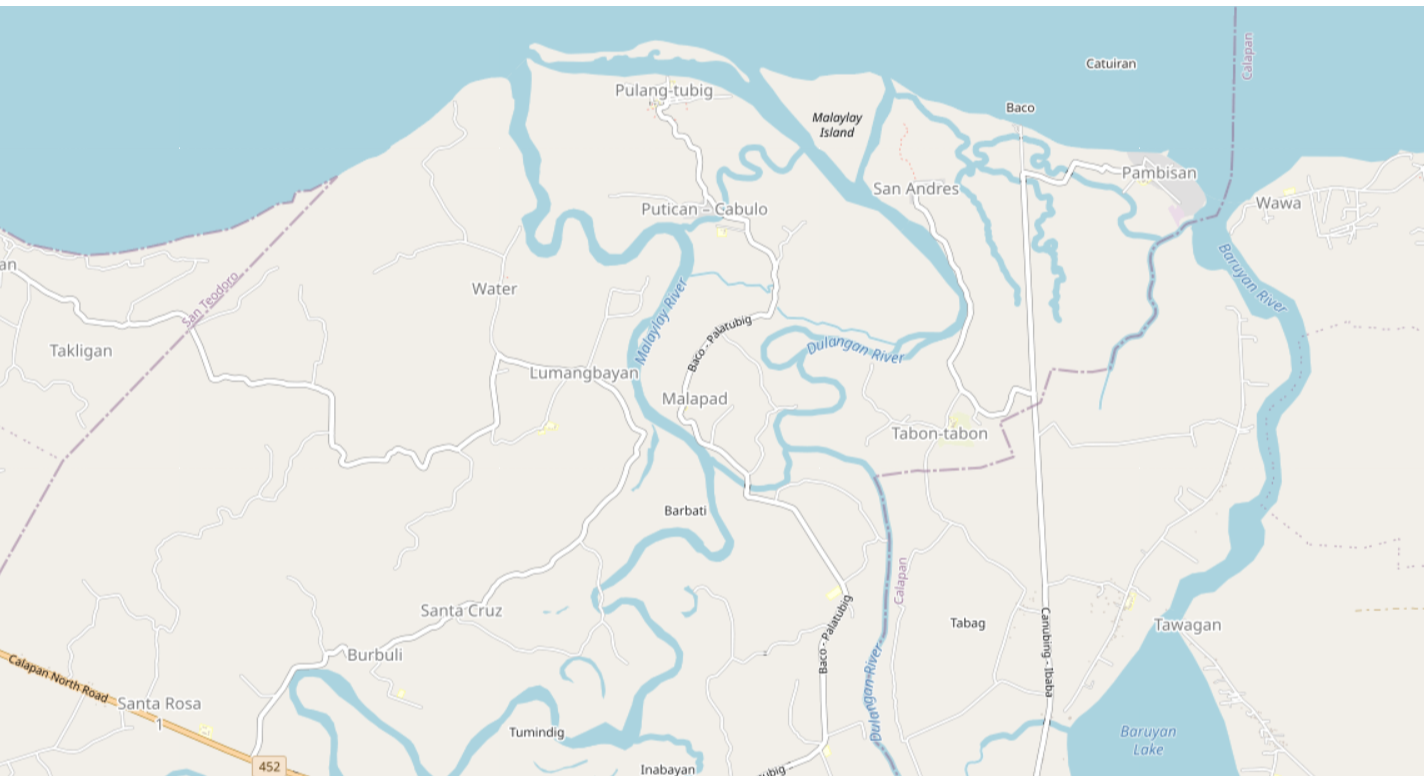 Calapan
Catuiran
Pulang-tubig
Baco
Malaylay
Island
Pambisan
San Andres
Wawa
Putican – Cabulo
an
Baruyan River
Water
San Teodoro
Malaylay River
Baco - Palatubig
Takligan
Dulangan River
Lumangbayan
Malapad
Tabon-tabon
Barbati
Calapan
Santa Cruz
Baco - Palatubig
Tabag
Canubing - Ibaba
Tawagan
Burbuli
Calapan North Road
Dulangan River
Santa Rosa
1
Tumindig
Baruyan
Lake
452
Inabayan
tubig